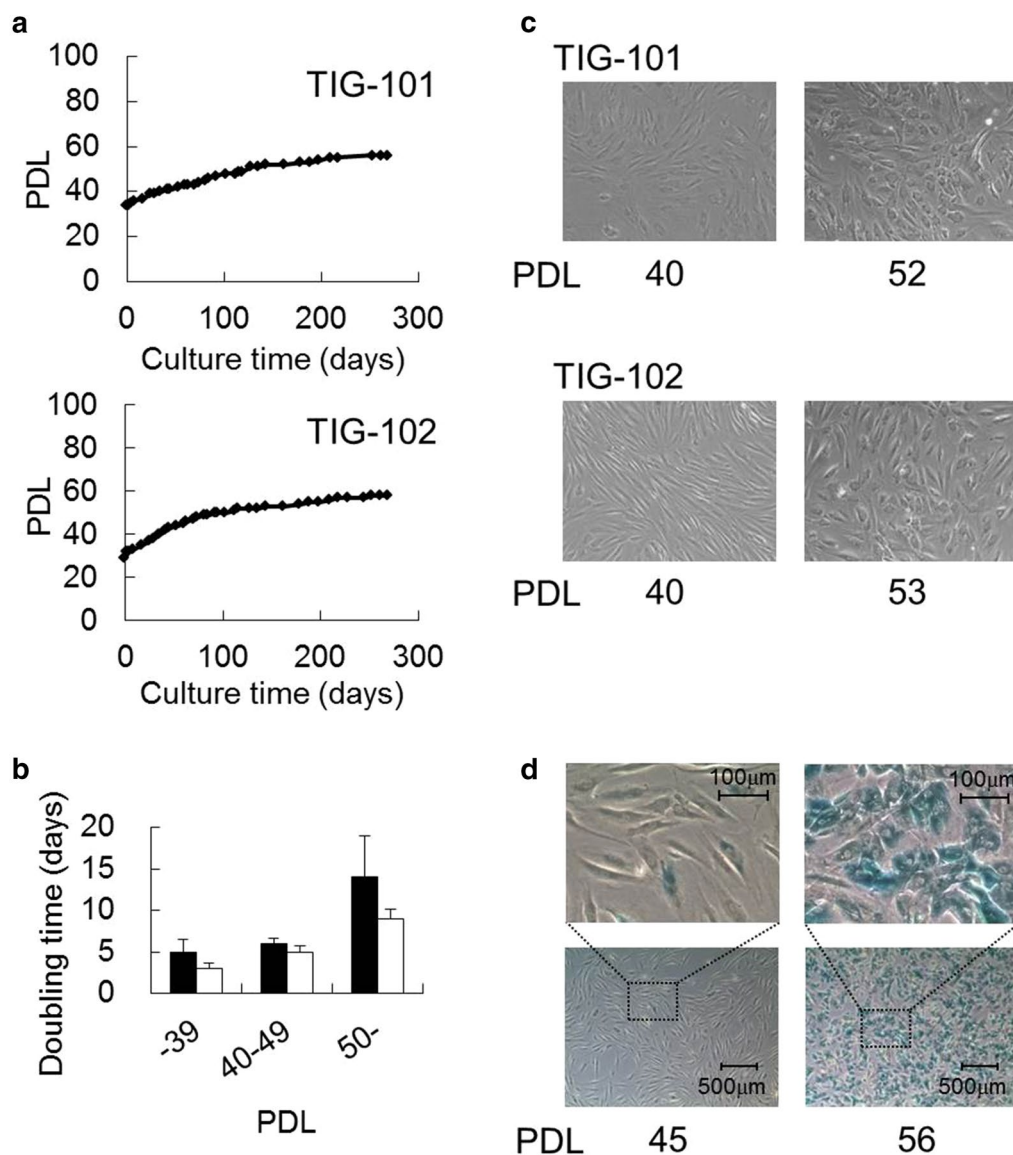 a
100
80
60
40
20
0
PDL
TIG-101
0 100 200 300
Culture time (days)
100
80
60
40
20
0
PDL
TIG-102
0 100 200 300
Culture time (days)
b
20
15
10
5
0
Doubling time (days)
-39
40-49
50-
PDL
c
TIG-101
PDL 40 52
TIG-102
PDL 40 53
d
100μm 100μm
500μm 500μm
PDL 45 56